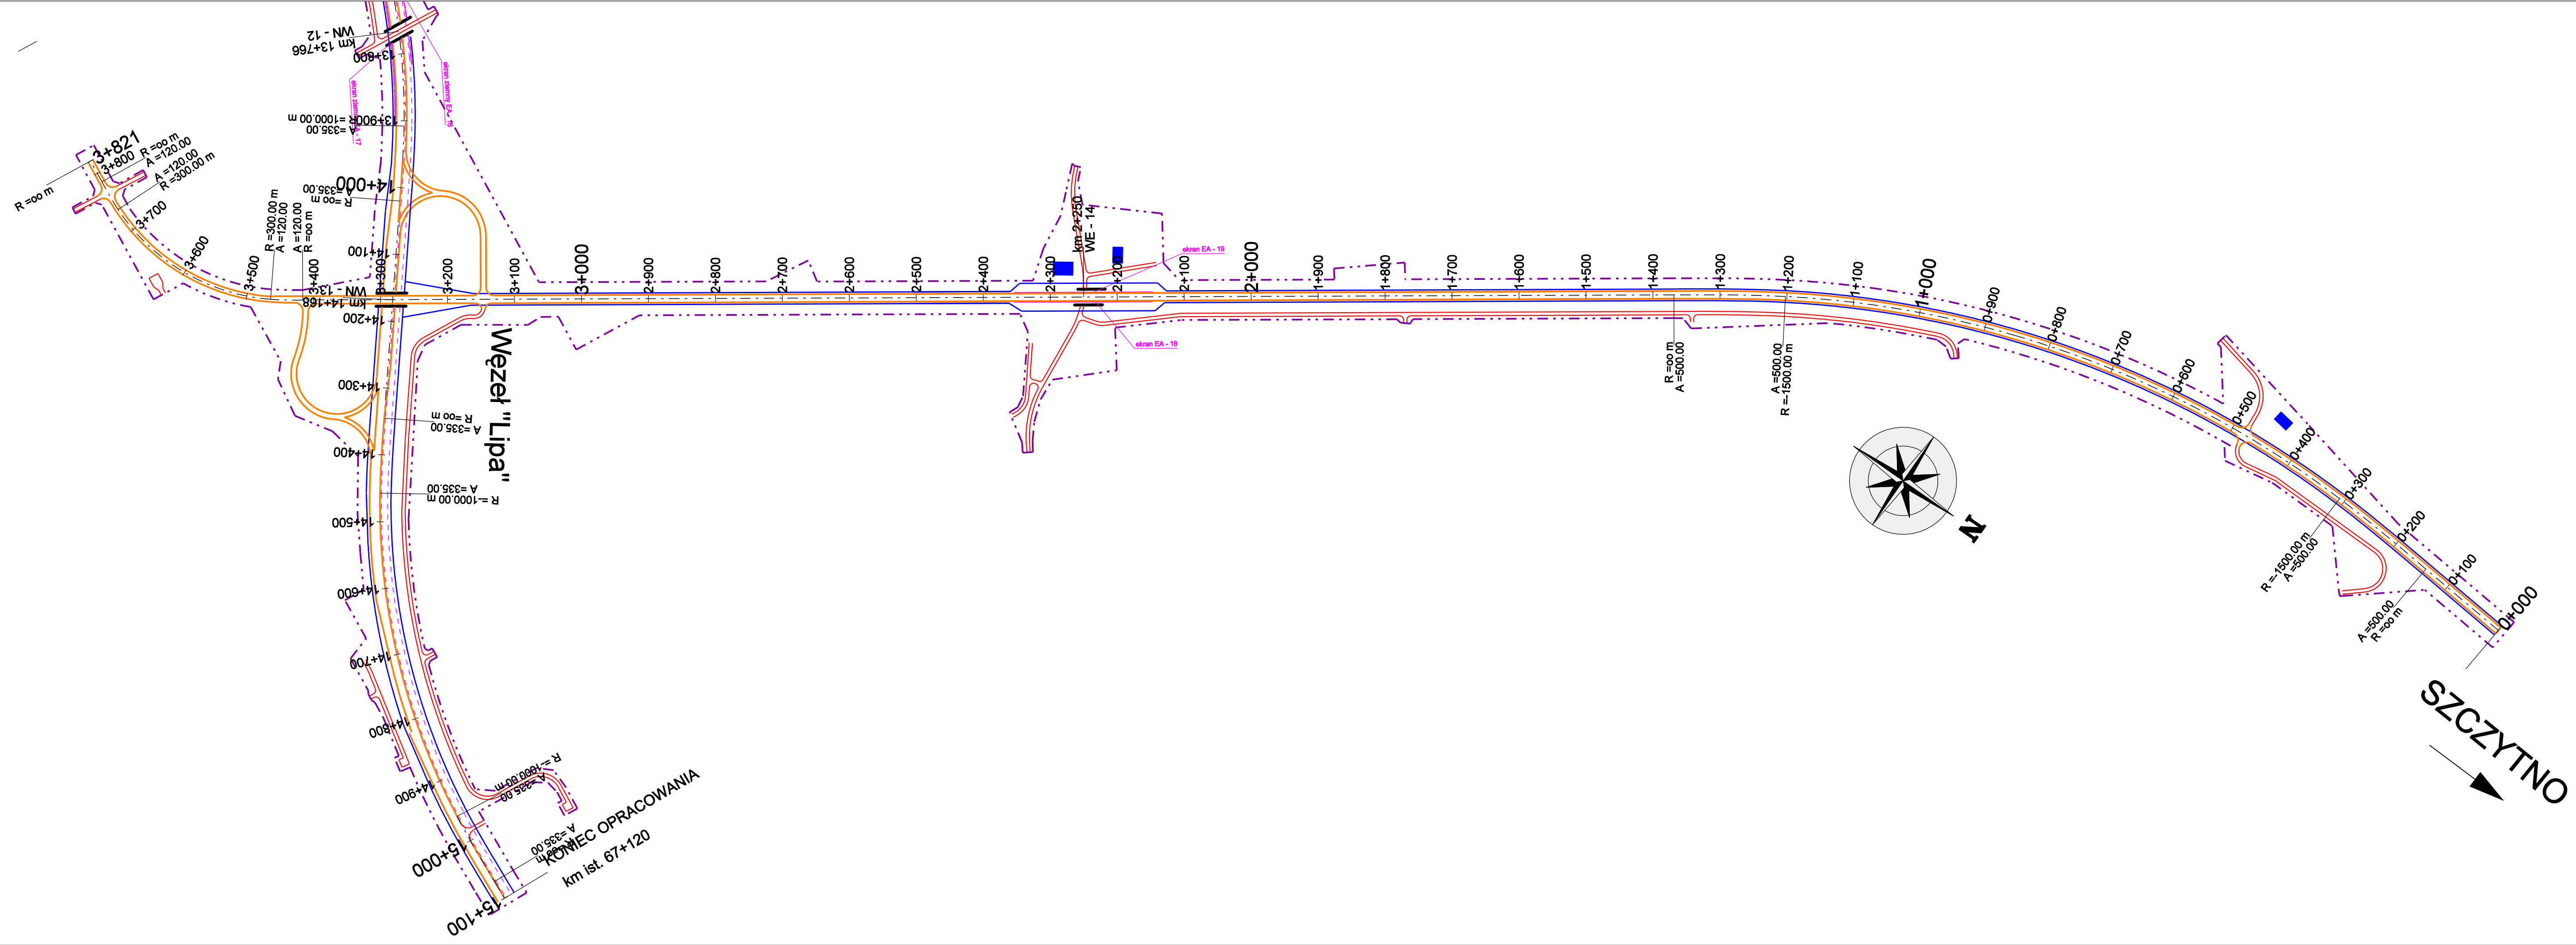 WN - 12
km 13+766
13+800
ekran ziemny EA - 16
R =1000.00 m
A =335.00
13+900
3+821
3+800
R =oo m
A =120.00
A =120.00
R =300.00 m
R =oo m
3+700
3+600
3+500
R =300.00 m
A =120.00
A =120.00
R =oo m
3+400
A =335.00
R =oo m
14+000
14+100
3+300
WN - 13
km 14+168
14+200
3+200
3+100
3+000
2+900
2+800
2+700
2+600
2+500
2+400
2+300
km 2+250
WE - 14
2+200
ekran EA - 19
2+100
2+000
1+900
1+800
1+700
1+600
1+500
1+400
1+300
1+200
1+100
1+000
0+900
0+800
0+700
0+600
0+500
0+400
0+300
0+200
0+100
0+000
ekran EA - 18
R =oo m
A =500.00
A =500.00
R =-1500.00 m
R =-1500.00 m
A =500.00
A =500.00
R =oo m
N
SZCZYTNO
Węzeł "Lipa"
14+300
R =oo m
A =335.00
14+400
A =335.00
R =-1000.00 m
14+500
14+600
14+700
14+800
14+900
R =-1000.00 m
A =335.00
15+000
A =335.00
R =oo m
KONIEC OPRACOWANIA
km ist. 67+120
15+100